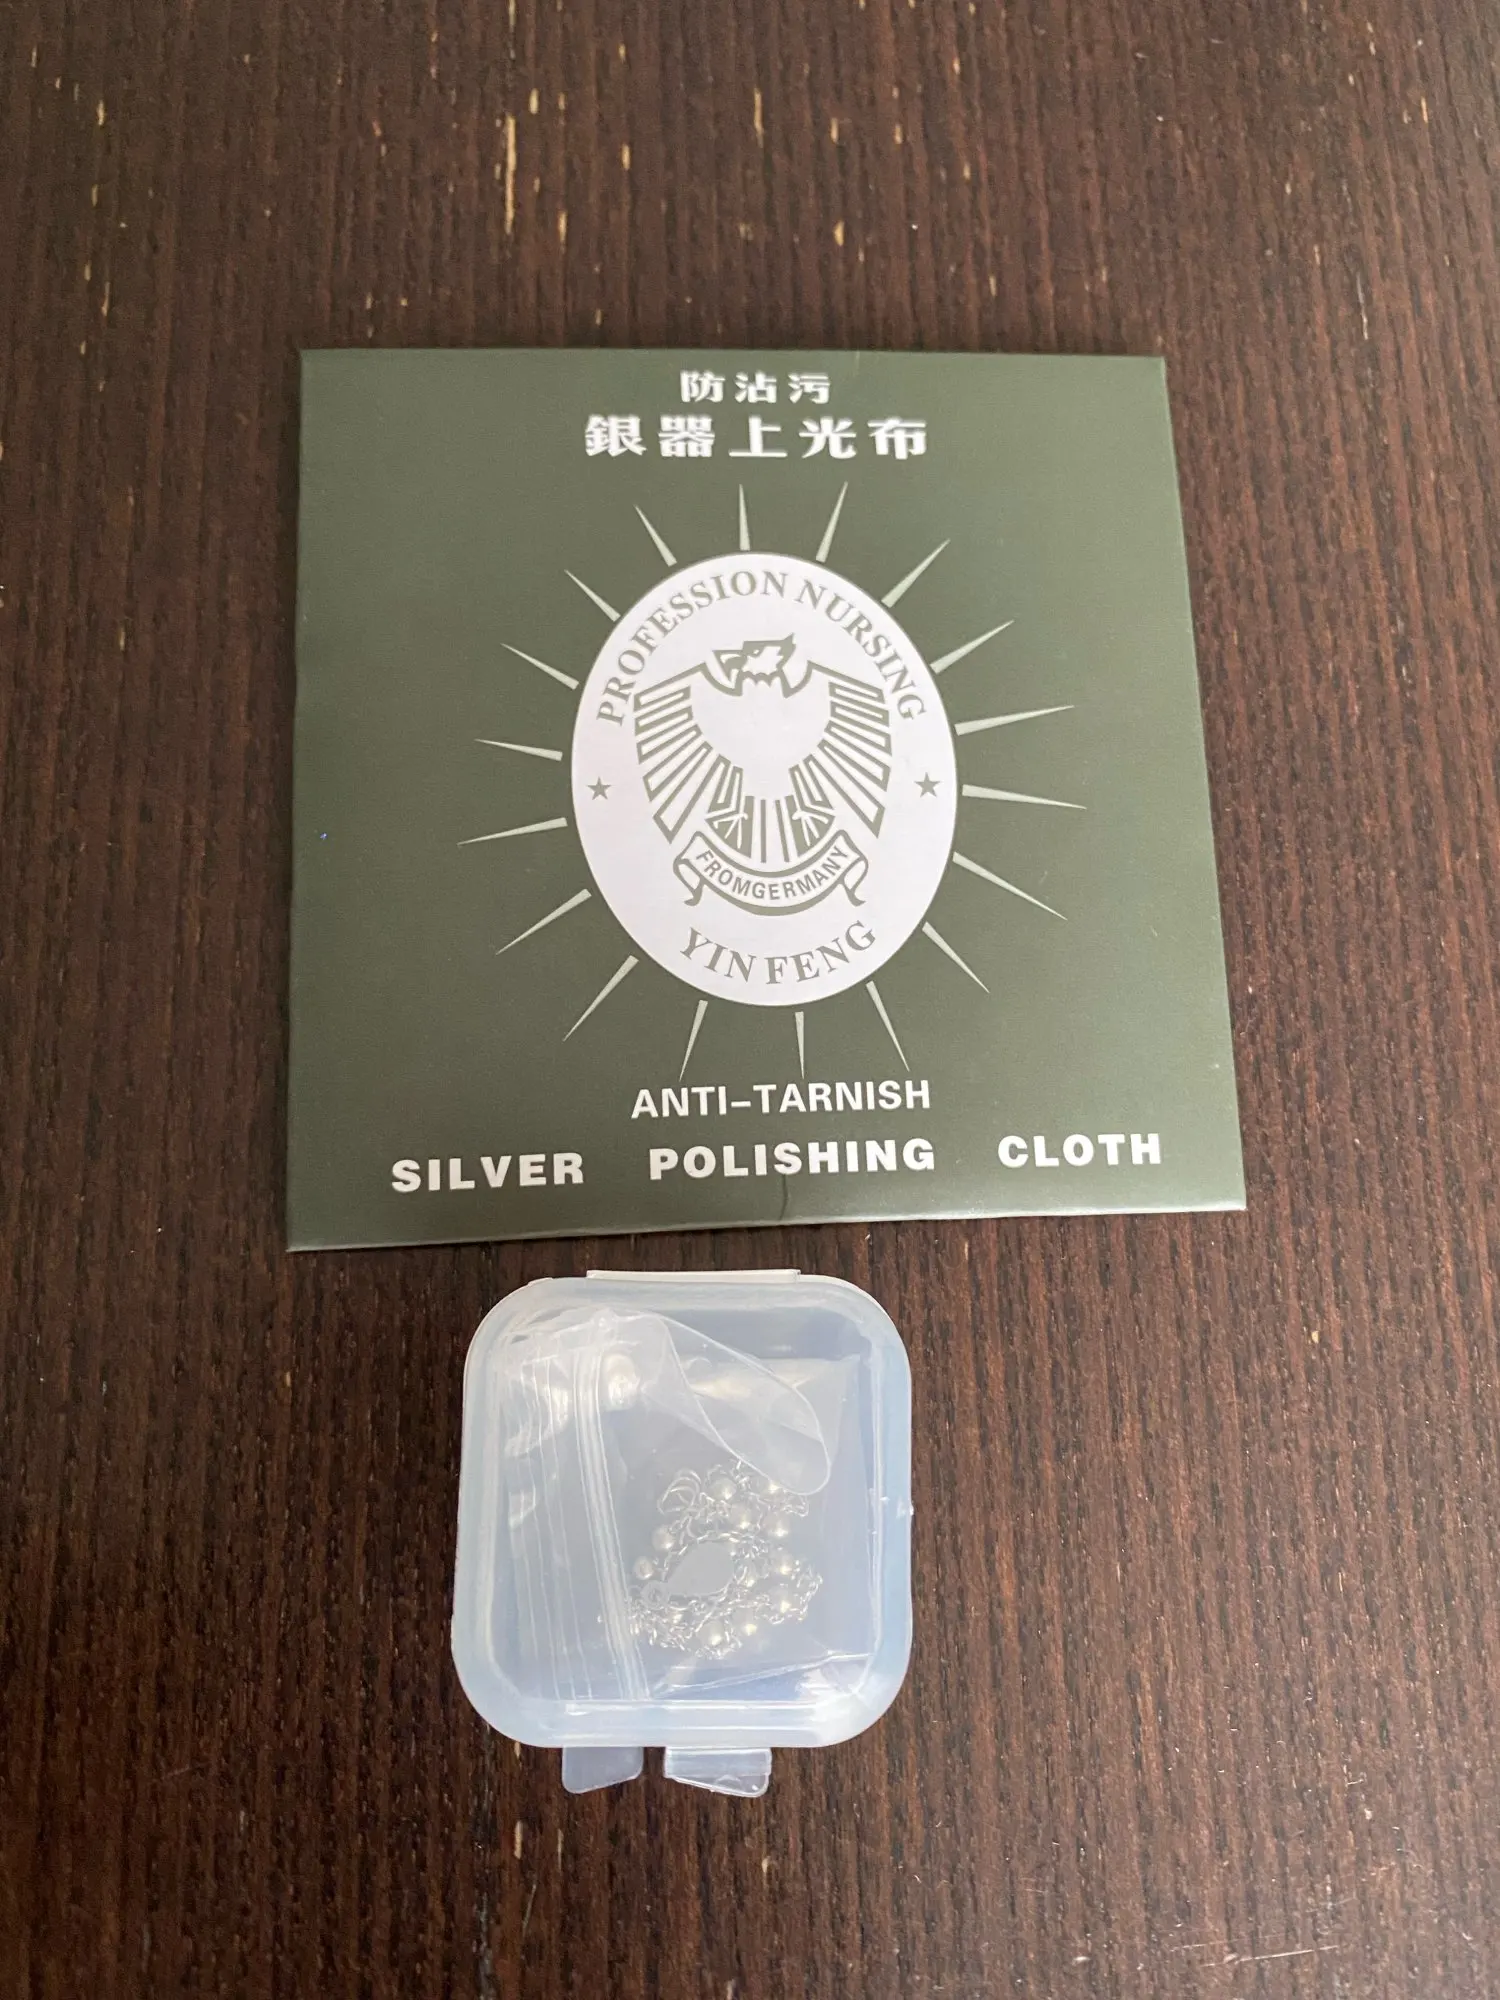 防沾污
銀器上光布
PROFESSION NURSING
FROMGERMANY
YIN FENG
ANTI-TARNISH
SILVER POLISHING CLOTH